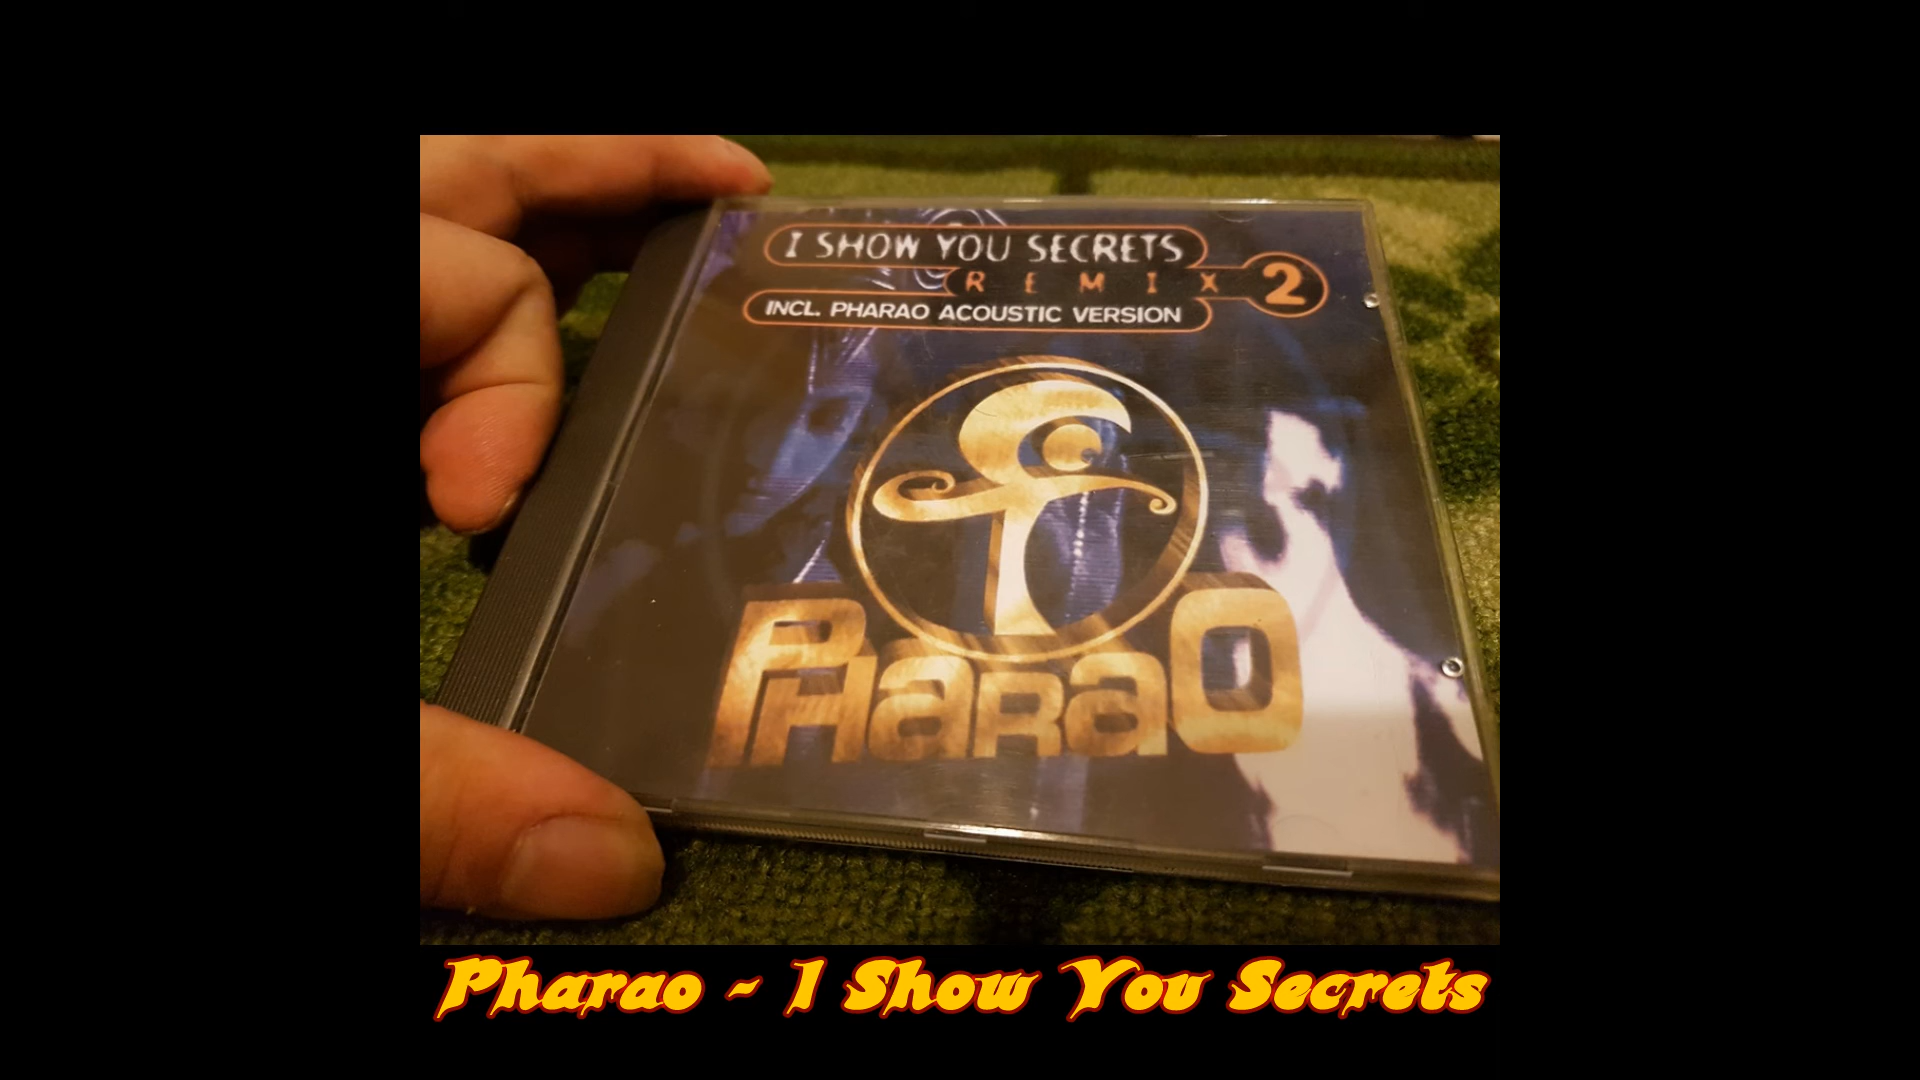 I SHOW YOU SECRETS
REMIX 2
INCL. PHARAO ACOUSTIC VERSION
PHaRaO
Pharao - I Show You Secrets